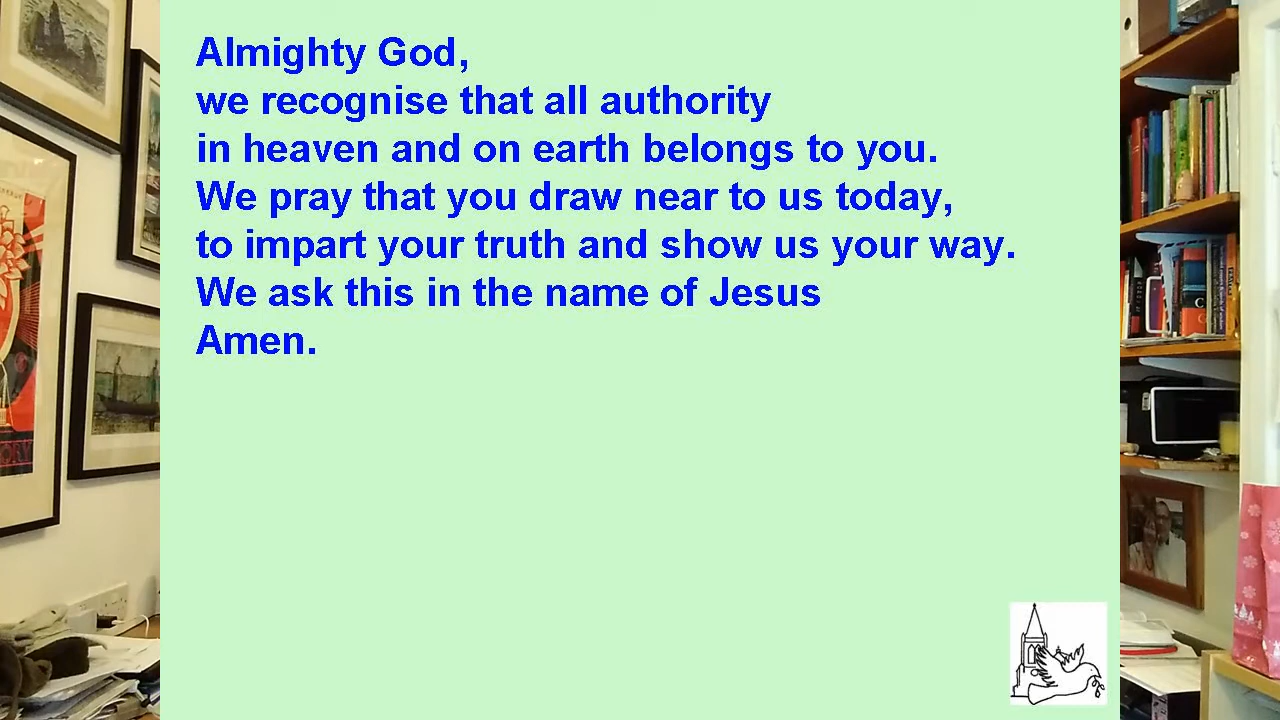 Almighty God,
we recognise that all authority
in heaven and on earth belongs to you.
We pray that you draw near to us today,
to impart your truth and show us your way.
We ask this in the name of Jesus
Amen.